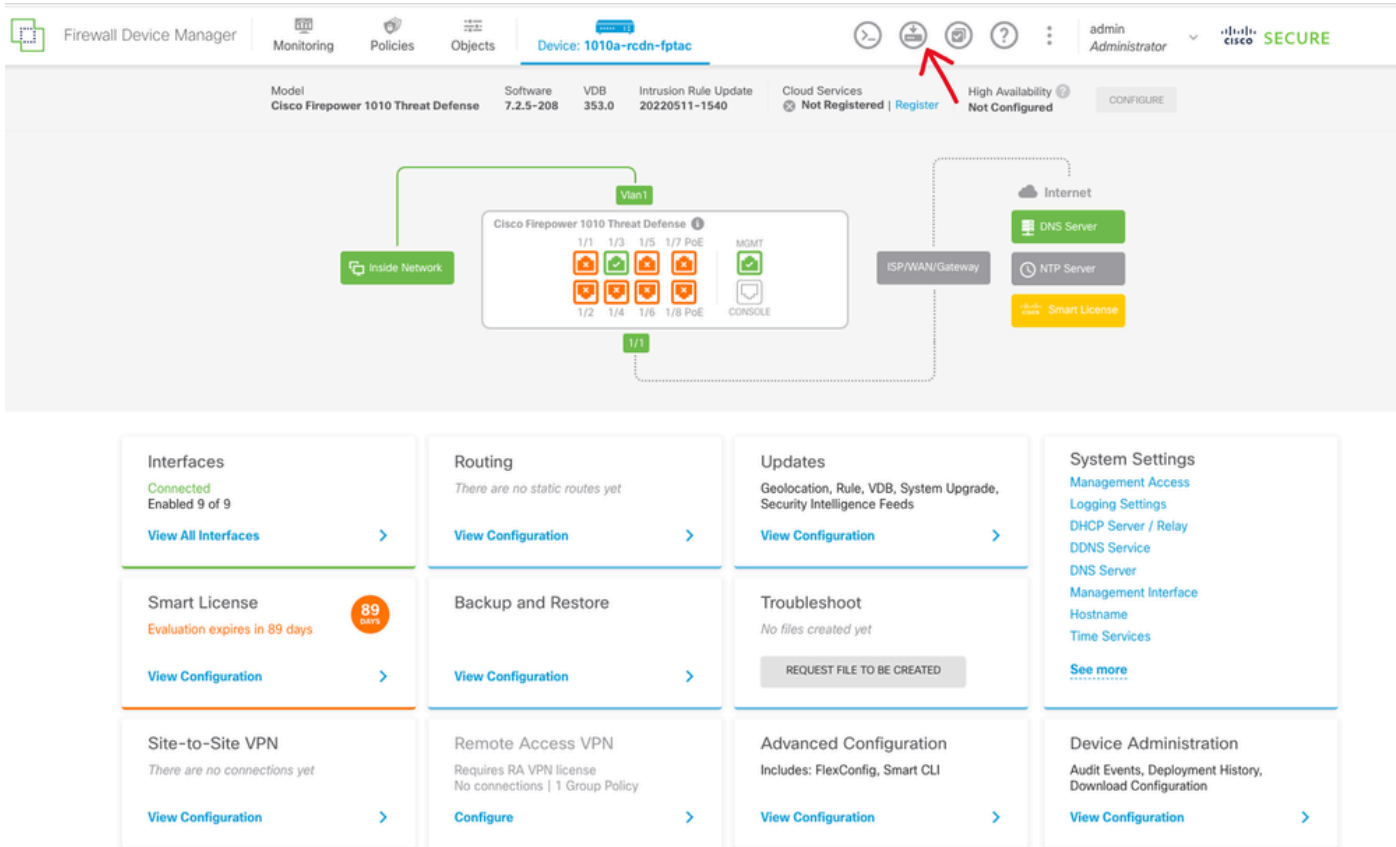 Firewall Device Manager
Monitoring
Policies
Objects
Device: 1010a-rcdn-fptac
admin
Administrator
cisco SECURE
Model
Cisco Firepower 1010 Threat Defense
Software
7.2.5-208
VDB
353.0
Intrusion Rule Update
20220511-1540
Cloud Services
Not Registered | Register
High Availability ?
Not Configured
CONFIGURE
Vlan1
Internet
Cisco Firepower 1010 Threat Defense i
1/1 1/3 1/5 1/7 PoE
MGMT
1/2 1/4 1/6 1/8 PoE
CONSOLE
Inside Network
ISP/WAN/Gateway
DNS Server
NTP Server
cisco Smart License
1/1
Interfaces
Connected
Enabled 9 of 9
View All Interfaces
Routing
There are no static routes yet
View Configuration
Updates
Geolocation, Rule, VDB, System Upgrade,
Security Intelligence Feeds
View Configuration
System Settings
Management Access
Logging Settings
DHCP Server / Relay
DDNS Service
DNS Server
Management Interface
Hostname
Time Services
See more
Smart License
89
DAYS
Evaluation expires in 89 days
View Configuration
Backup and Restore
View Configuration
Troubleshoot
No files created yet
REQUEST FILE TO BE CREATED
Site-to-Site VPN
There are no connections yet
View Configuration
Remote Access VPN
Requires RA VPN license
No connections | 1 Group Policy
Configure
Advanced Configuration
Includes: FlexConfig, Smart CLI
View Configuration
Device Administration
Audit Events, Deployment History,
Download Configuration
View Configuration